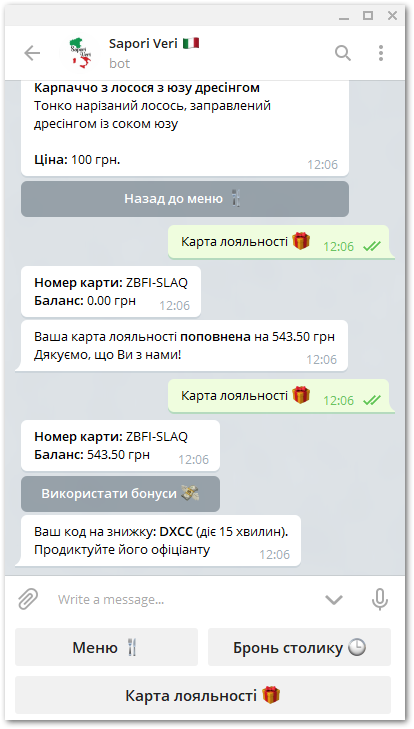 Sapori Veri 🇮🇹
bot
Sapori
Veri
Карпаччо з лосося з юзу дресінгом
Тонко нарізаний лосось, заправлений
дресінгом із соком юзу
Ціна: 100 грн.
12:06
Назад до меню 🍴
Карта лояльності 🎁
12:06
Номер карти: ZBFI-SLAQ
Баланс: 0.00 грн
12:06
Ваша карта лояльності поповнена на 543.50 грн
Дякуємо, що Ви з нами!
12:06
Карта лояльності 🎁
12:06
Номер карти: ZBFI-SLAQ
Баланс: 543.50 грн
12:06
Використати бонуси 💸
Ваш код на знижку: DXCC (діє 15 хвилин).
Продиктуйте його офіціанту
12:06
Write a message...
Меню 🍴
Бронь столику 🕒
Карта лояльності 🎁